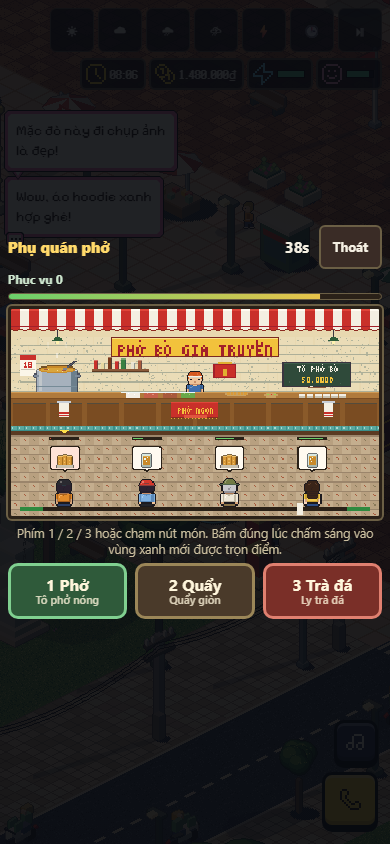 08:06
1.480.000₫
Mặc đồ này đi chụp ảnh
là đẹp!
Wow, áo hoodie xanh
hợp ghê!
Phụ quán phở
38s
Thoát
Phục vụ 0
PHỞ BÒ GIA TRUYỀN
18
TÔ PHỞ BÒ
50.000Đ
PHỞ NGON
Phím 1 / 2 / 3 hoặc chạm nút món. Bấm đúng lúc chấm sáng vào
vùng xanh mới được trọn điểm.
1 Phở
Tô phở nóng
2 Quẩy
Quẩy giòn
3 Trà đá
Ly trà đá